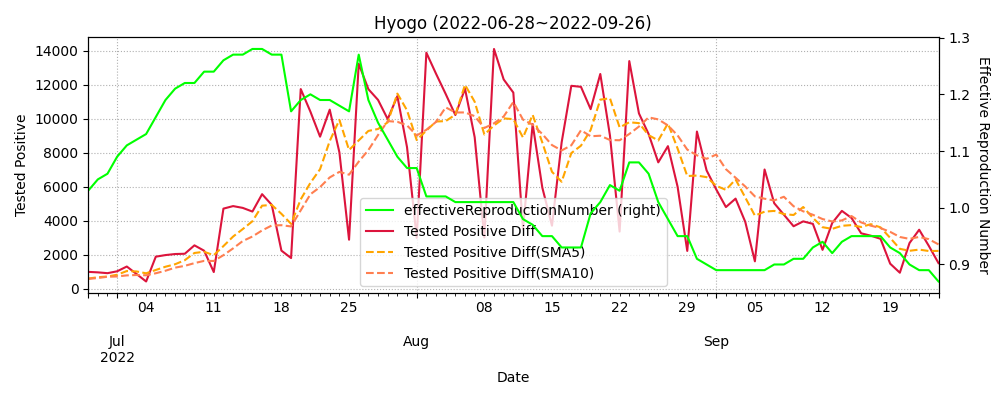 Hyogo (2022-06-28~2022-09-26)
14000
12000
10000
8000
6000
4000
2000
0
Tested Positive
1.3
1.2
1.1
1.0
0.9
Effective Reproduction Number
effectiveReproductionNumber (right)
Tested Positive Diff
Tested Positive Diff(SMA5)
Tested Positive Diff(SMA10)
04 11 18 25 08 15 22 29 05 12 19
Jul Aug Sep
2022
Date